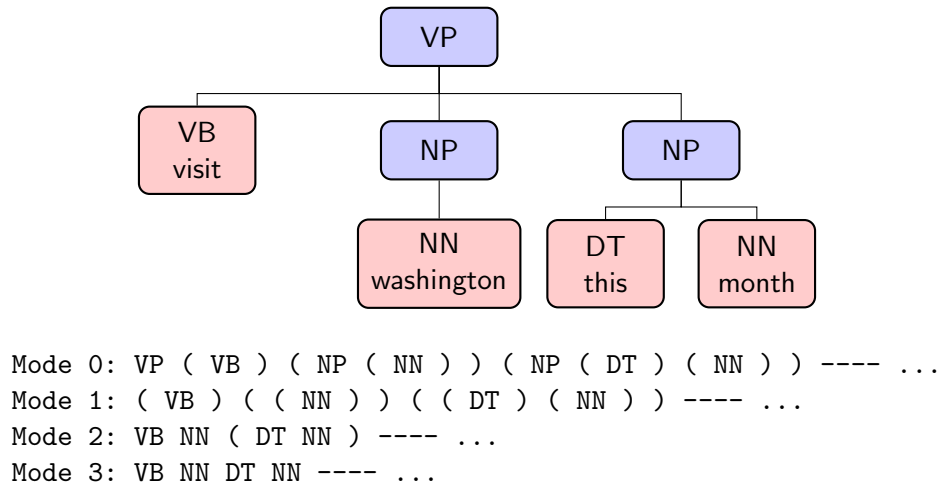 VP
VB NP NP
visit
NN DT NN
washington this month
Mode 0: VP ( VB ) ( NP ( NN ) ) ( NP ( DT ) ( NN ) ) ---- ...
Mode 1: ( VB ) ( ( NN ) ) ( ( DT ) ( NN ) ) ---- ...
Mode 2: VB NN ( DT NN ) ---- ...
Mode 3: VB NN DT NN ---- ...